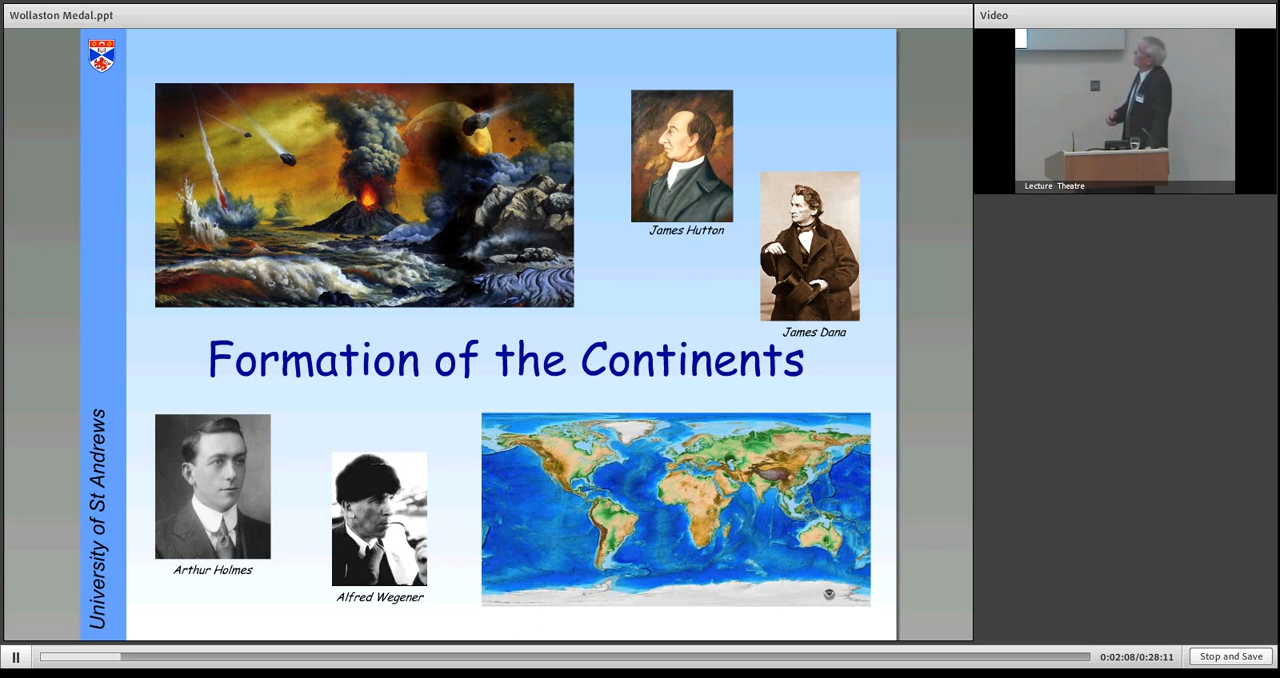 Wollaston Medal.ppt
Video
James Hutton
James Dana
Formation of the Continents
Arthur Holmes
Alfred Wegener
University of St Andrews
Lecture Theatre
0:02:08/0:28:11
Stop and Save